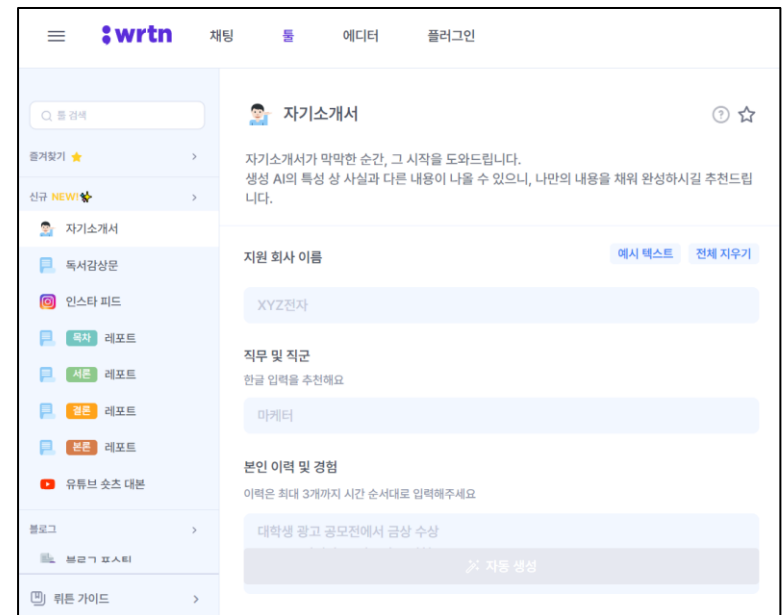 wrtn
채팅
툴
에디터
플러그인
툴 검색
즐겨찾기
신규 NEW!
자기소개서
독서감상문
인스타 피드
목차 레포트
서론 레포트
결론 레포트
본론 레포트
유튜브 숏츠 대본
블로그
블로그 포스팅
뤼튼 가이드
자기소개서
자기소개서가 막막한 순간, 그 시작을 도와드립니다.
생성 AI의 특성 상 사실과 다른 내용이 나올 수 있으니, 나만의 내용을 채워 완성하시길 추천드립
니다.
지원 회사 이름
예시 텍스트
전체 지우기
XYZ전자
직무 및 직군
한글 입력을 추천해요
마케터
본인 이력 및 경험
이력은 최대 3개까지 시간 순서대로 입력해주세요
대학생 광고 공모전에서 금상 수상
자동 생성